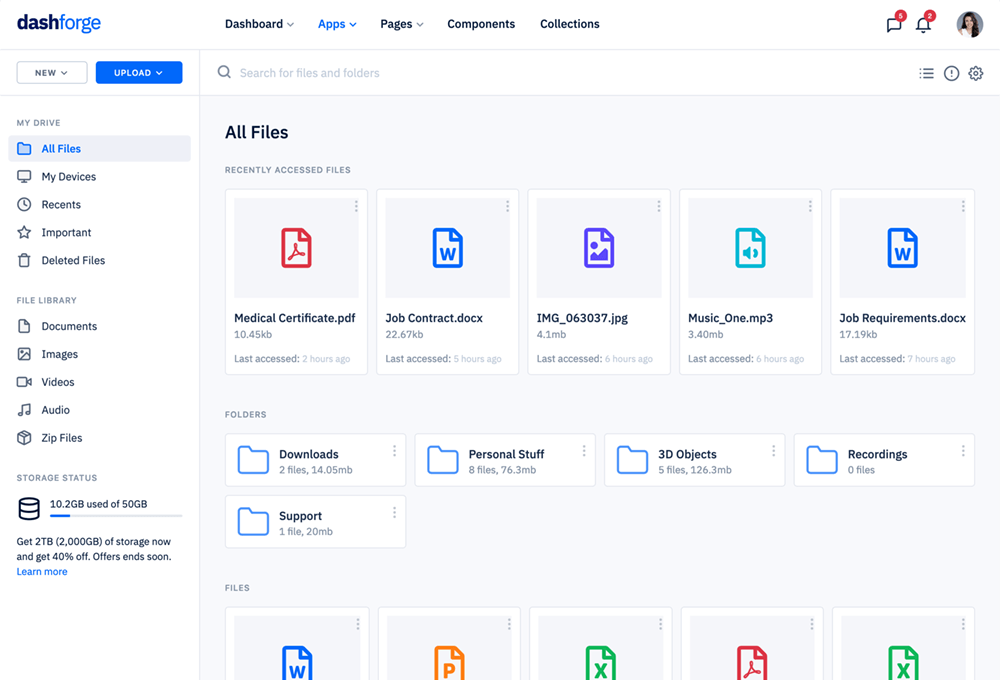 dashforge
Dashboard Apps Pages Components Collections
5 2
NEW UPLOAD
Search for files and folders
MY DRIVE
All Files
My Devices
Recents
Important
Deleted Files
FILE LIBRARY
Documents
Images
Videos
Audio
Zip Files
STORAGE STATUS
10.2GB used of 50GB
Get 2TB (2,000GB) of storage now
and get 40% off. Offers ends soon.
Learn more
All Files
RECENTLY ACCESSED FILES
Medical Certificate.pdf
10.45kb
Last accessed: 2 hours ago
W
Job Contract.docx
22.67kb
Last accessed: 5 hours ago
IMG_063037.jpg
4.1mb
Last accessed: 6 hours ago
Music_One.mp3
3.40mb
Last accessed: 6 hours ago
W
Job Requirements.docx
17.19kb
Last accessed: 7 hours ago
FOLDERS
Downloads
2 files, 14.05mb
Personal Stuff
8 files, 76.3mb
3D Objects
5 files, 126.3mb
Recordings
0 files
Support
1 file, 20mb
FILES
W P X X